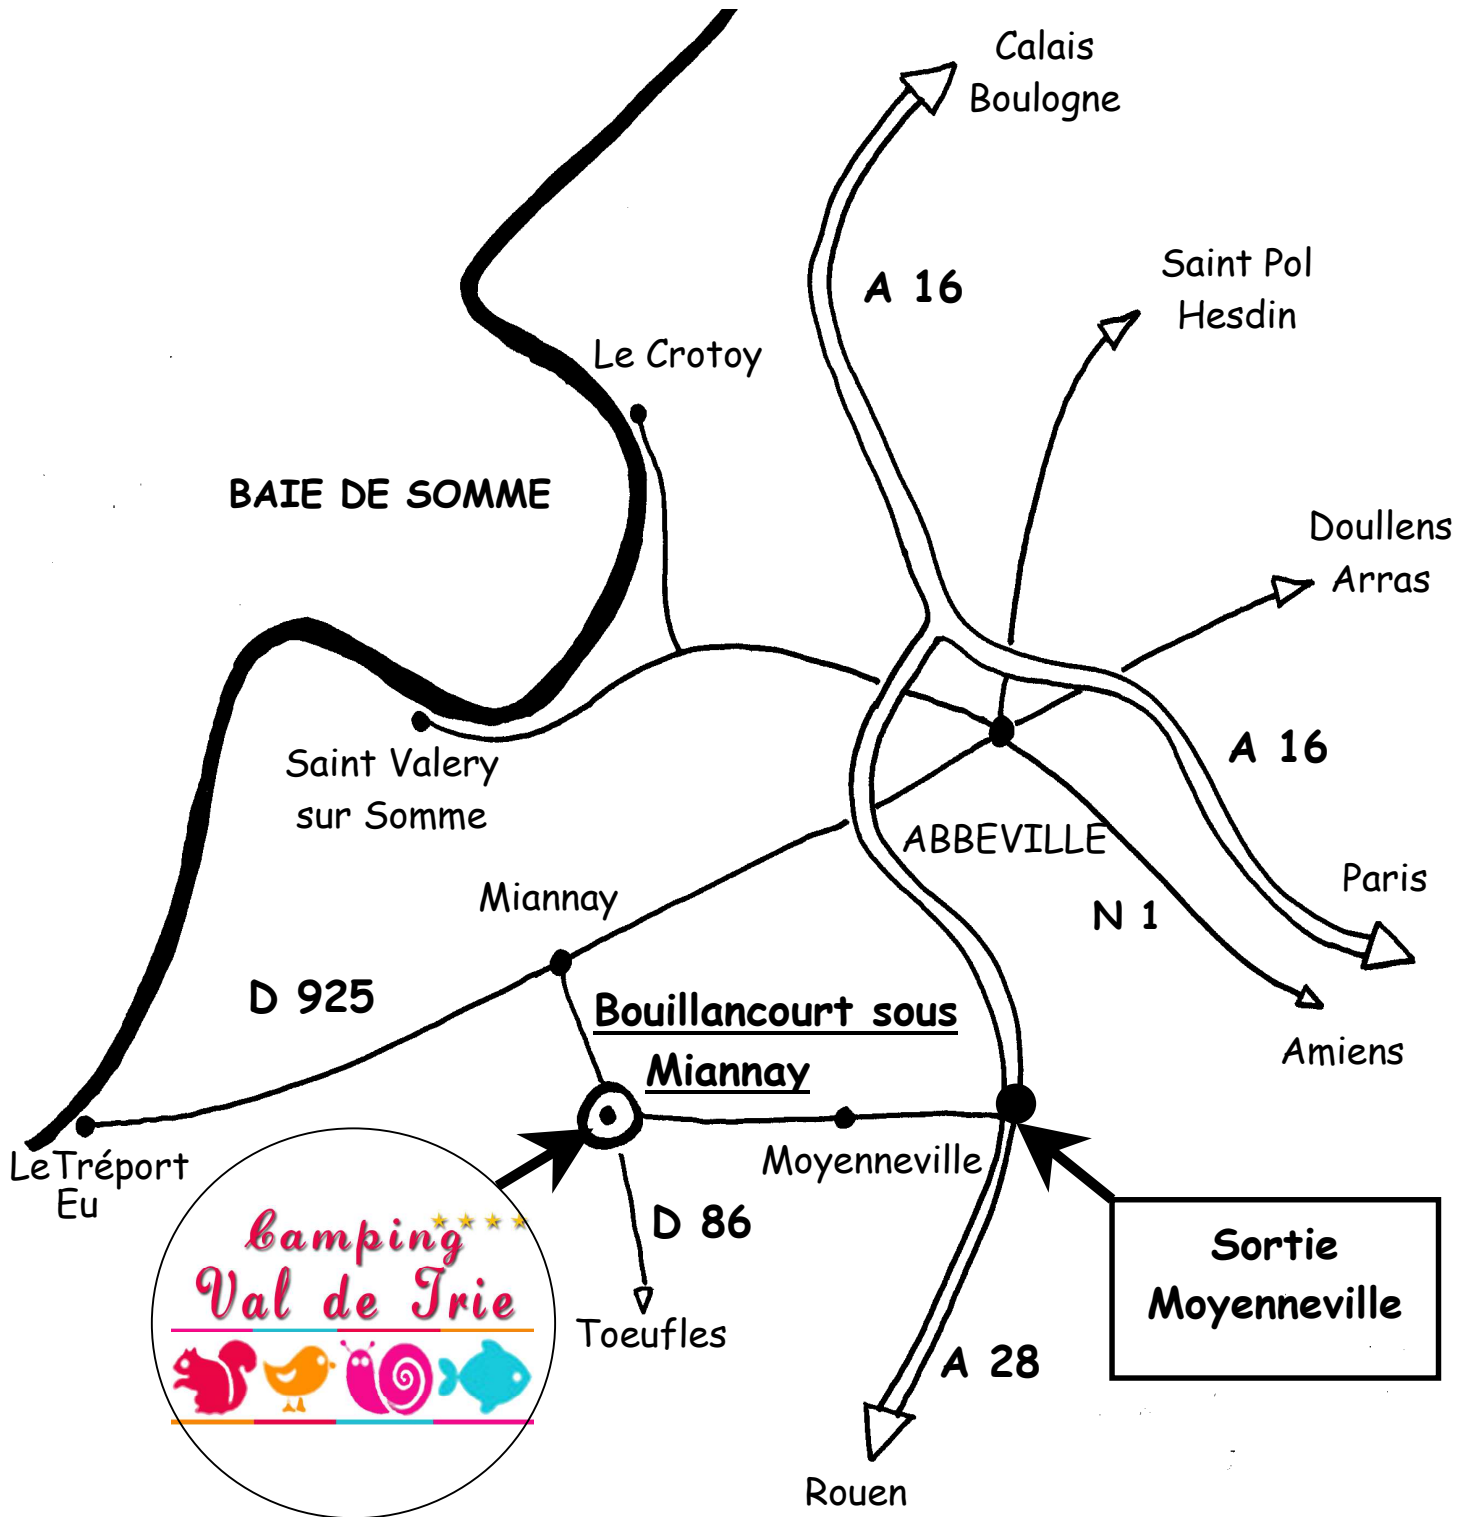 Calais
Boulogne
Saint Pol
Hesdin
A 16
Le Crotoy
BAIE DE SOMME
Doullens
Arras
A 16
Saint Valery
sur Somme
ABBEVILLE
Paris
Miannay
N 1
D 925
Bouillancourt sous
Miannay
Amiens
Le Tréport
Eu
Moyenneville
D 86
Camping
Val de Trie
Sortie
Moyenneville
Toeufles
A 28
Rouen